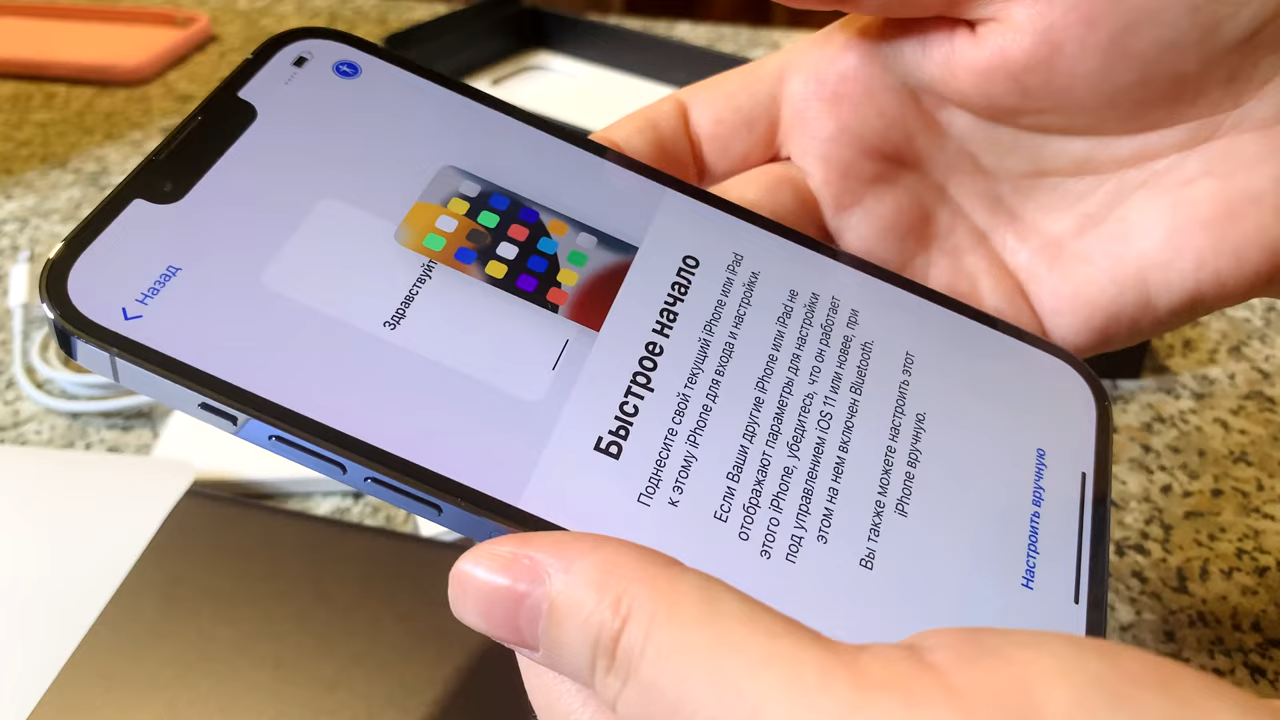 Назад
Здравствуйт
Быстрое начало
Поднесите свой текущий iPhone или iPad
к этому iPhone для входа и настройки.
Если Ваши другие iPhone или iPad не
отображают параметры для настройки
этого iPhone, убедитесь, что он работает
под управлением iOS 11 или новее, при
этом на нем включен Bluetooth.
Вы также можете настроить этот
iPhone вручную.
Настроить вручную